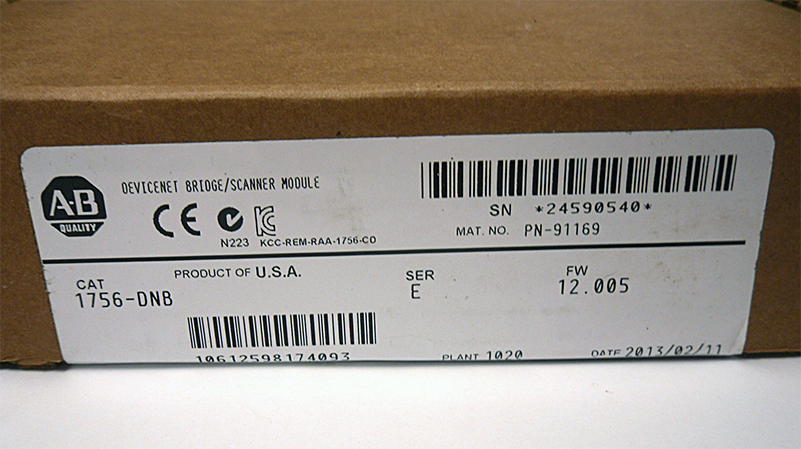 A-B
QUALITY
DEVICENET BRIDGE/SCANNER MODULE
CE
N223 KCC-REM-RAA-1756-CO
SN *24590540*
MAT. NO. PN-91169
PRODUCT OF U.S.A.
CAT
1756-DNB
SER
E
FW
12.005
10612598174093
PLANT 1020
DATE 2013/02/11